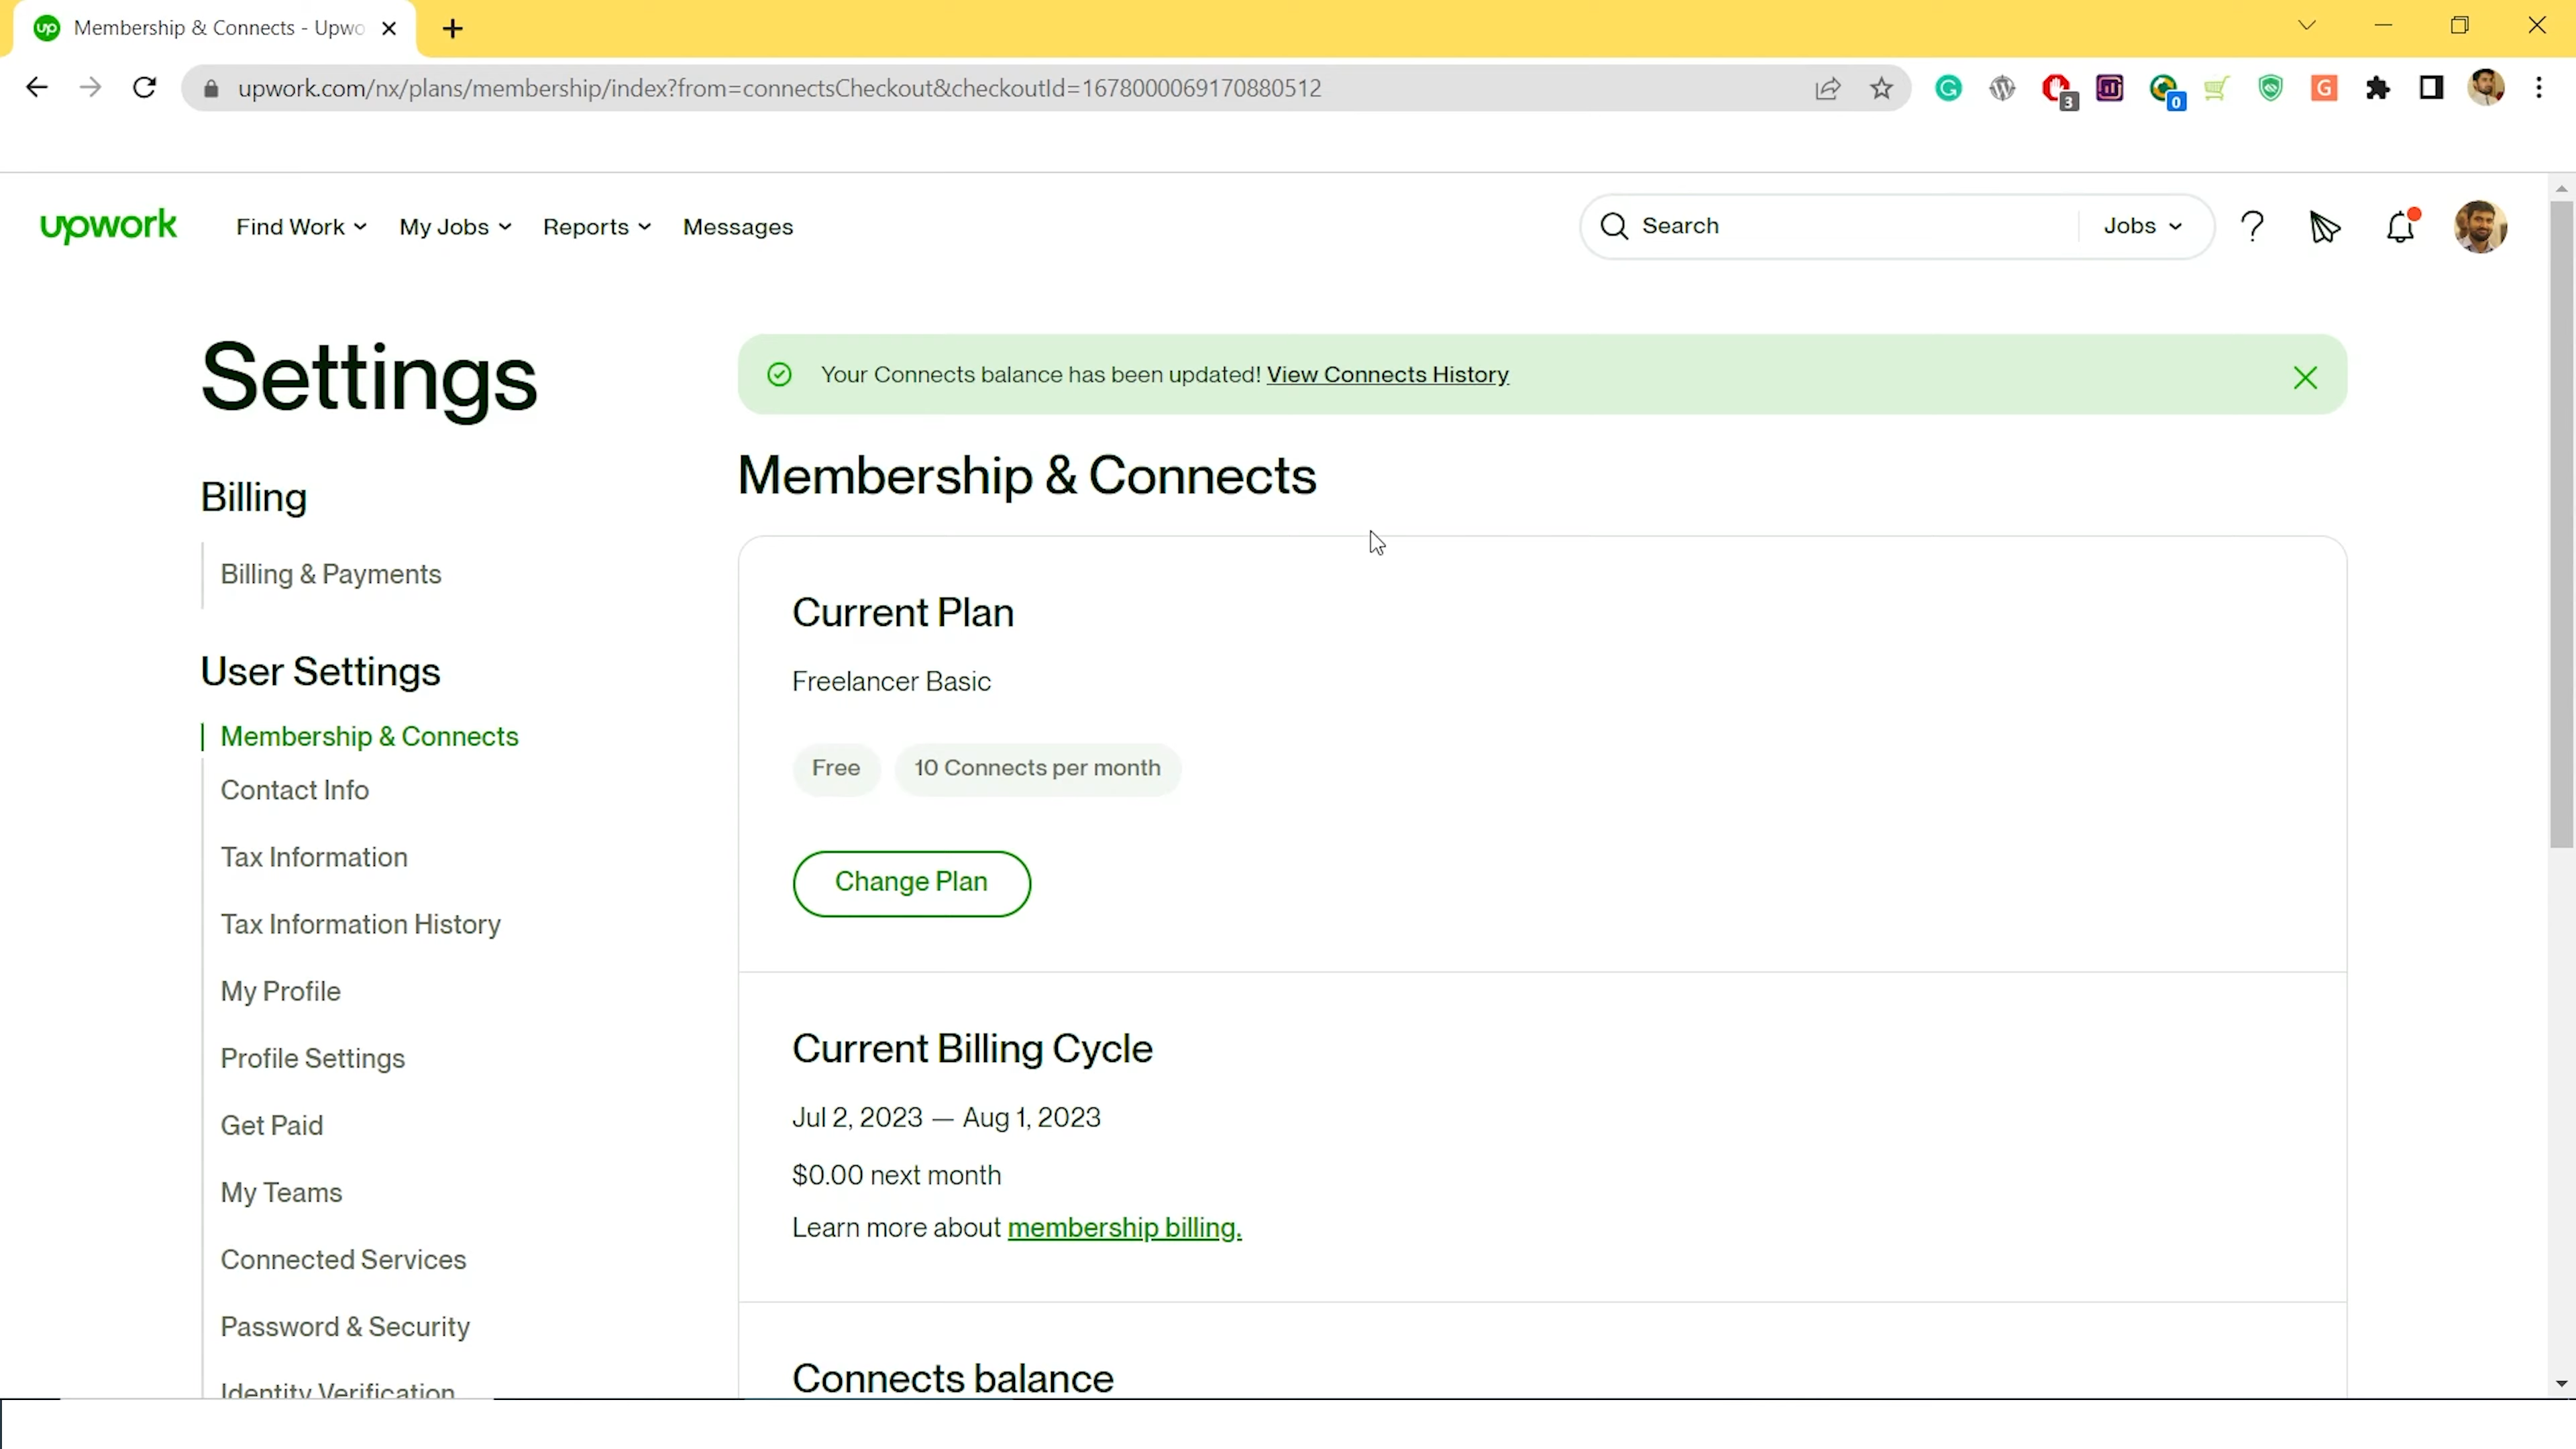 Membership & Connects - Upwo
upwork.com/nx/plans/membership/index?from=connectsCheckout&checkoutId=1678000069170880512
3
0
G
upwork
Find Work
My Jobs
Reports
Messages
Search
Jobs
Settings
Your Connects balance has been updated! View Connects History
Membership & Connects
Billing
Billing & Payments
User Settings
Membership & Connects
Contact Info
Tax Information
Tax Information History
My Profile
Profile Settings
Get Paid
My Teams
Connected Services
Password & Security
Identity Verification
Current Plan
Freelancer Basic
Free
10 Connects per month
Change Plan
Current Billing Cycle
Jul 2, 2023 — Aug 1, 2023
$0.00 next month
Learn more about membership billing.
Connects balance